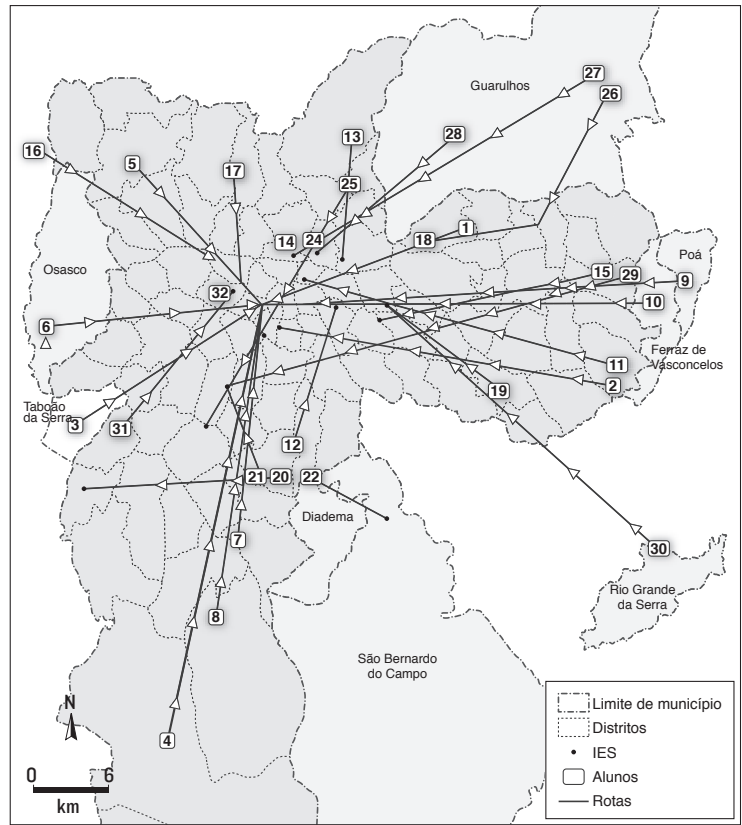 27
Guarulhos
26
28
13
16
5
17
25
1
14
24
18
Poá
15
29
9
Osasco
32
10
6
11
Ferraz de
Vasconcelos
2
19
Taboão
da Serra
3
31
12
21
20
22
Diadema
7
30
Rio Grande
da Serra
8
São Bernardo
do Campo
N
4
0 6
km
Limite de município
Distritos
IES
Alunos
Rotas